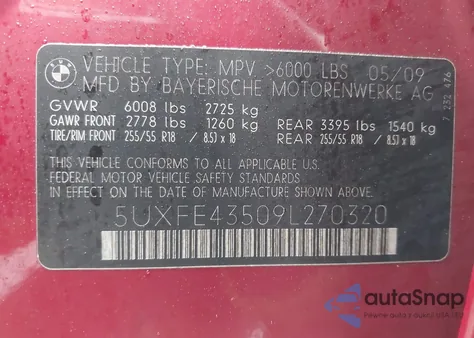 VEHICLE TYPE: MPV >6000 LBS 05/09
MFD BY BAYERISCHE MOTORENWERKE AG
GVWR 6008 lbs 2725 kg
GAWR FRONT 2778 lbs 1260 kg REAR 3395 lbs 1540 kg
TIRE/RIM FRONT 255/55 R18 / 8.5J x 18 REAR 255/55 R18 / 8.5J x 18
THIS VEHICLE CONFORMS TO ALL APPLICABLE U.S.
FEDERAL MOTOR VEHICLE SAFETY STANDARDS IN
EFFECT ON THE DATE OF MANUFACTURE SHOWN ABOVE.
5UXFE43509L270320
7 232 476
autoSnap